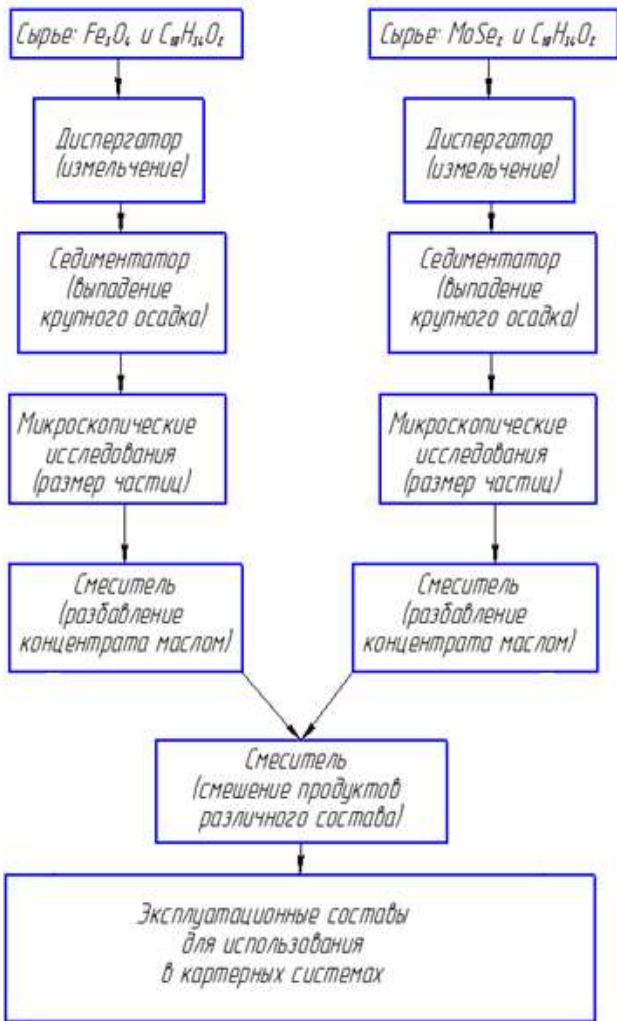 Сырье: Fe₃O₄ и C₁₈H₃₄O₂
Диспергатор
(измельчение)
Седиментатор
(выпадение
крупного осадка)
Микроскопические
исследования
(размер частиц)
Смеситель
(разбавление
концентрата маслом)
Сырье: MoSe₂ и C₁₈H₃₄O₂
Диспергатор
(измельчение)
Седиментатор
(выпадение
крупного осадка)
Микроскопические
исследования
(размер частиц)
Смеситель
(разбавление
концентрата маслом)
Смеситель
(смешение продуктов
различного состава)
Эксплуатационные составы
для использования
в картерных системах